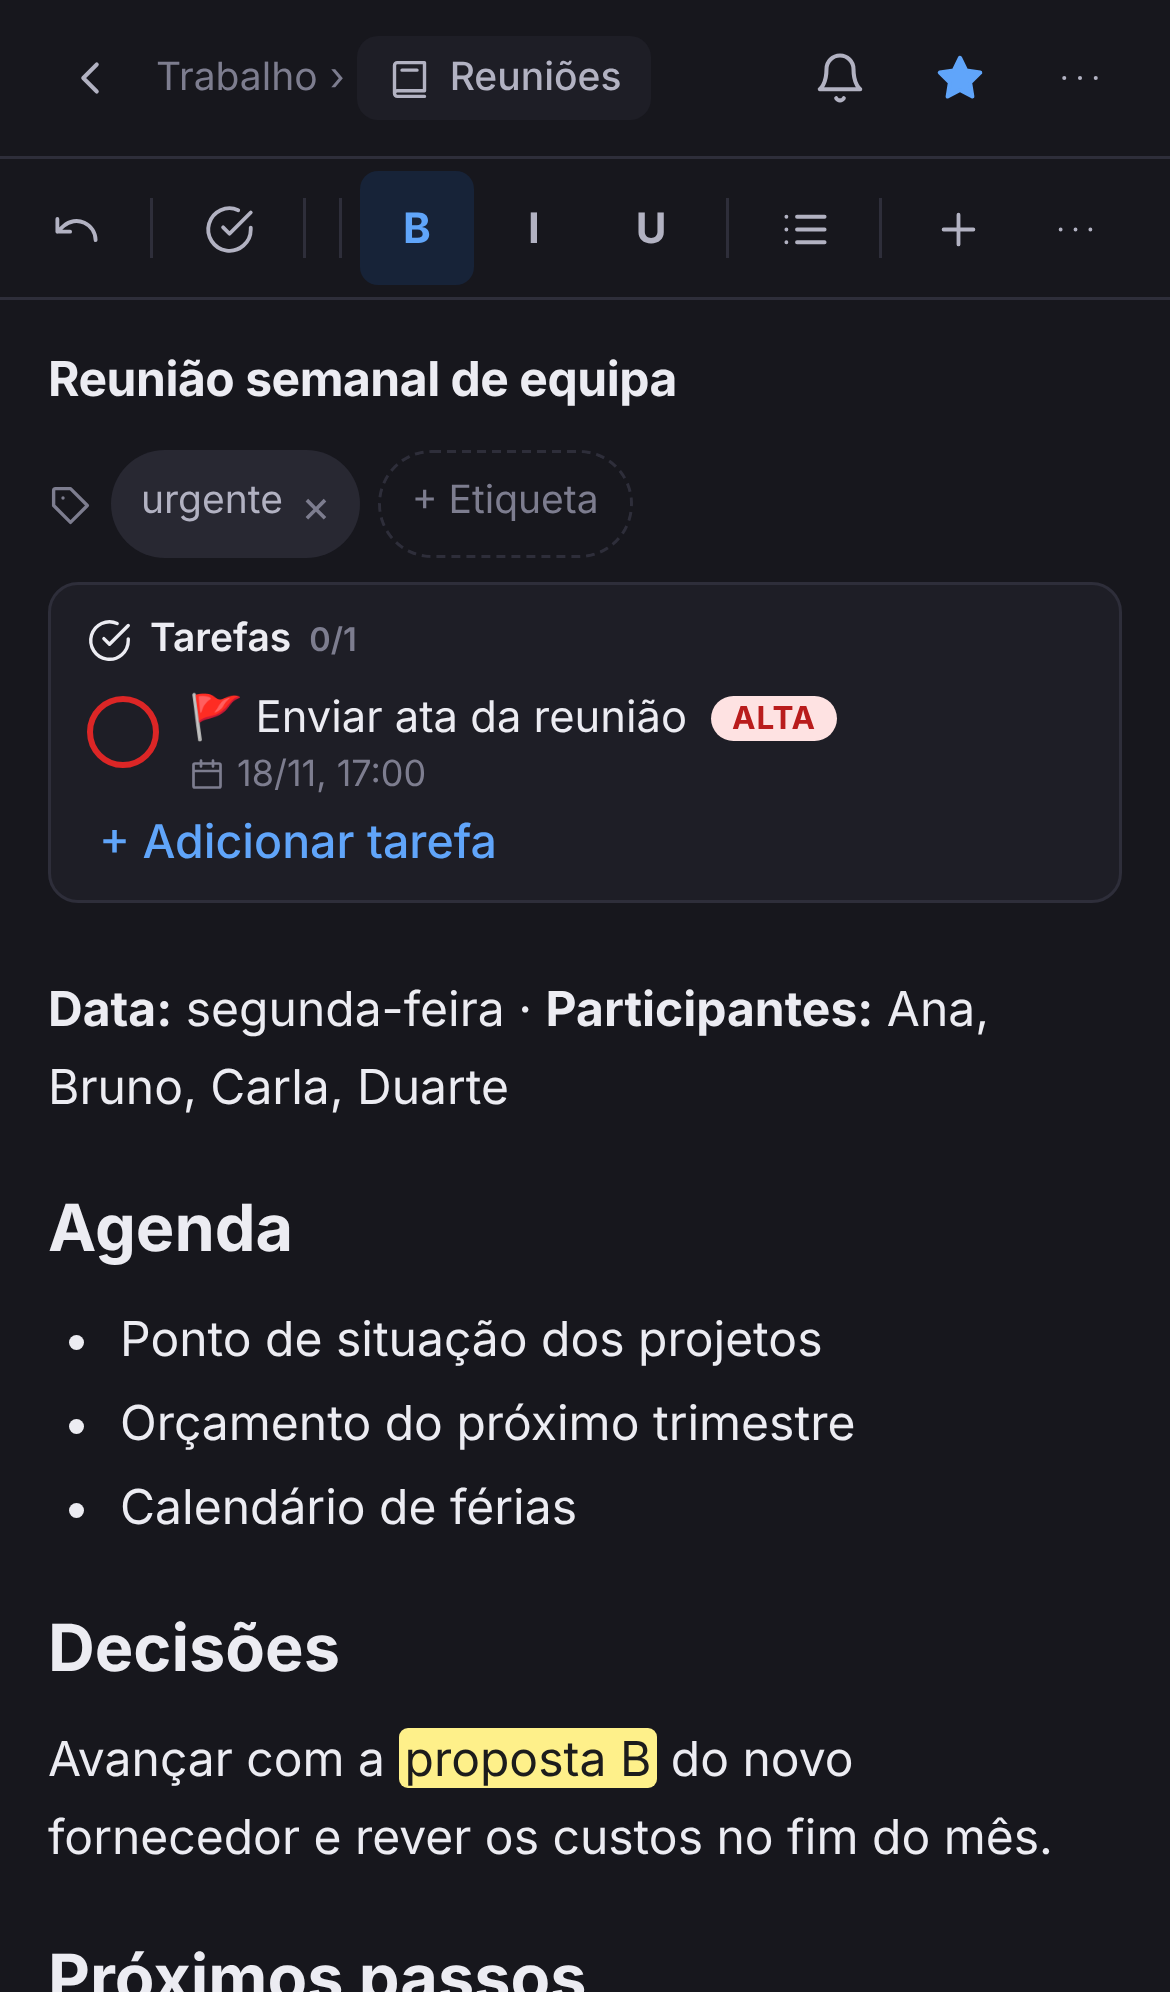 Trabalho › Reuniões
B I U
Reunião semanal de equipa
urgente × + Etiqueta
Tarefas 0/1
Enviar ata da reunião ALTA
18/11, 17:00
+ Adicionar tarefa
Data: segunda-feira · Participantes: Ana,
Bruno, Carla, Duarte
Agenda
• Ponto de situação dos projetos
• Orçamento do próximo trimestre
• Calendário de férias
Decisões
Avançar com a proposta B do novo
fornecedor e rever os custos no fim do mês.
Próximos passos